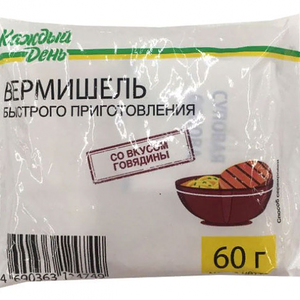 Каждый
День
ВЕРМИШЕЛЬ
БЫСТРОГО ПРИГОТОВЛЕНИЯ
СО ВКУСОМ
ГОВЯДИНЫ
60 г